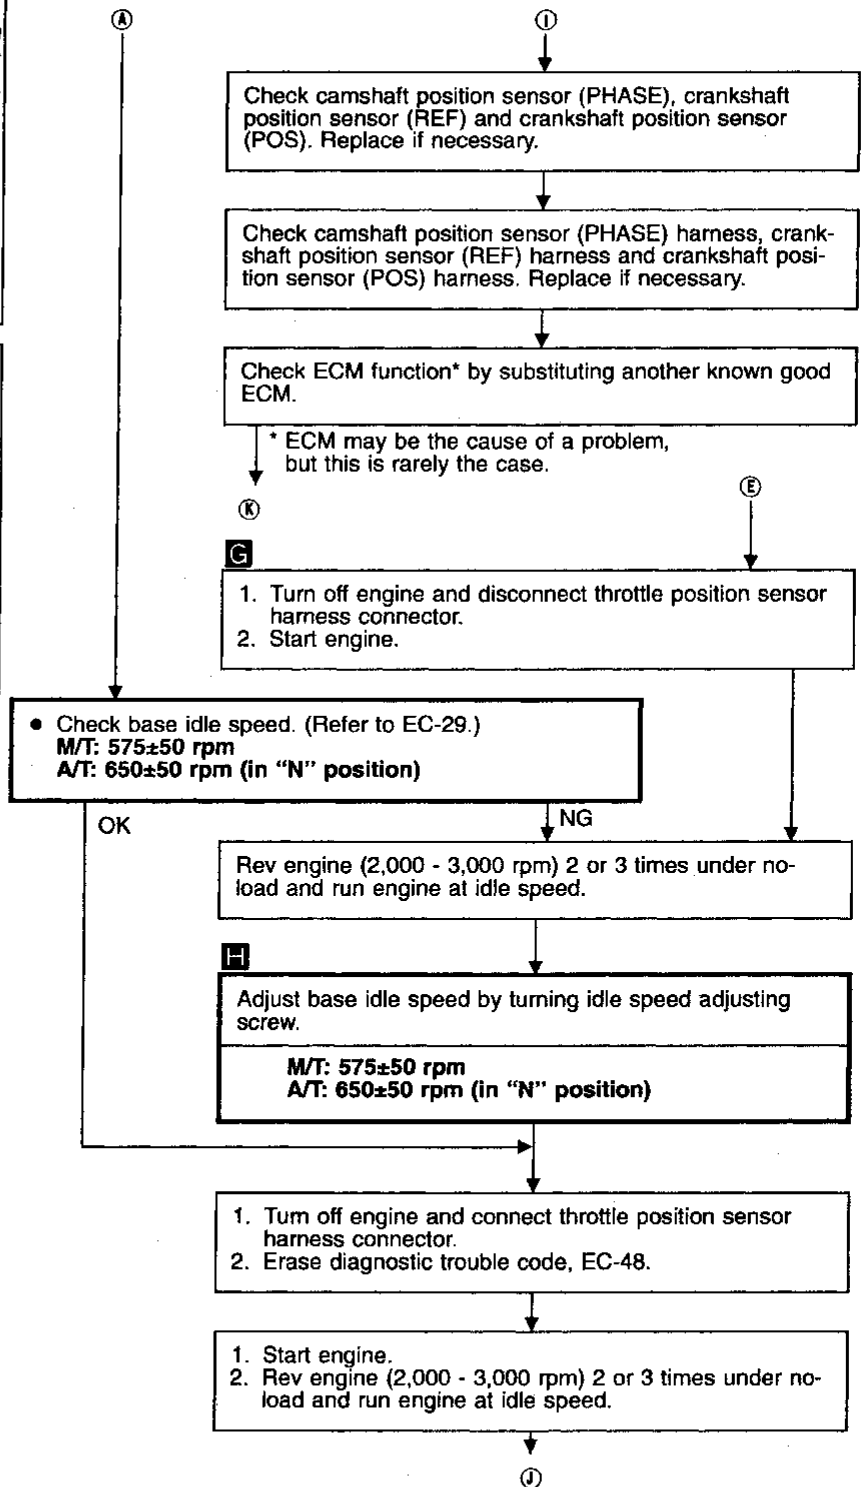 A
I
Check camshaft position sensor (PHASE), crankshaft
position sensor (REF) and crankshaft position sensor
(POS). Replace if necessary.
Check camshaft position sensor (PHASE) harness, crank-
shaft position sensor (REF) harness and crankshaft posi-
tion sensor (POS) harness. Replace if necessary.
Check ECM function* by substituting another known good
ECM.
* ECM may be the cause of a problem,
but this is rarely the case.
K
E
G
1. Turn off engine and disconnect throttle position sensor
harness connector.
2. Start engine.
● Check base idle speed. (Refer to EC-29.)
M/T: 575±50 rpm
A/T: 650±50 rpm (in “N” position)
OK
NG
Rev engine (2,000 - 3,000 rpm) 2 or 3 times under no-
load and run engine at idle speed.
H
Adjust base idle speed by turning idle speed adjusting
screw.
M/T: 575±50 rpm
A/T: 650±50 rpm (in “N” position)
1. Turn off engine and connect throttle position sensor
harness connector.
2. Erase diagnostic trouble code, EC-48.
1. Start engine.
2. Rev engine (2,000 - 3,000 rpm) 2 or 3 times under no-
load and run engine at idle speed.
J